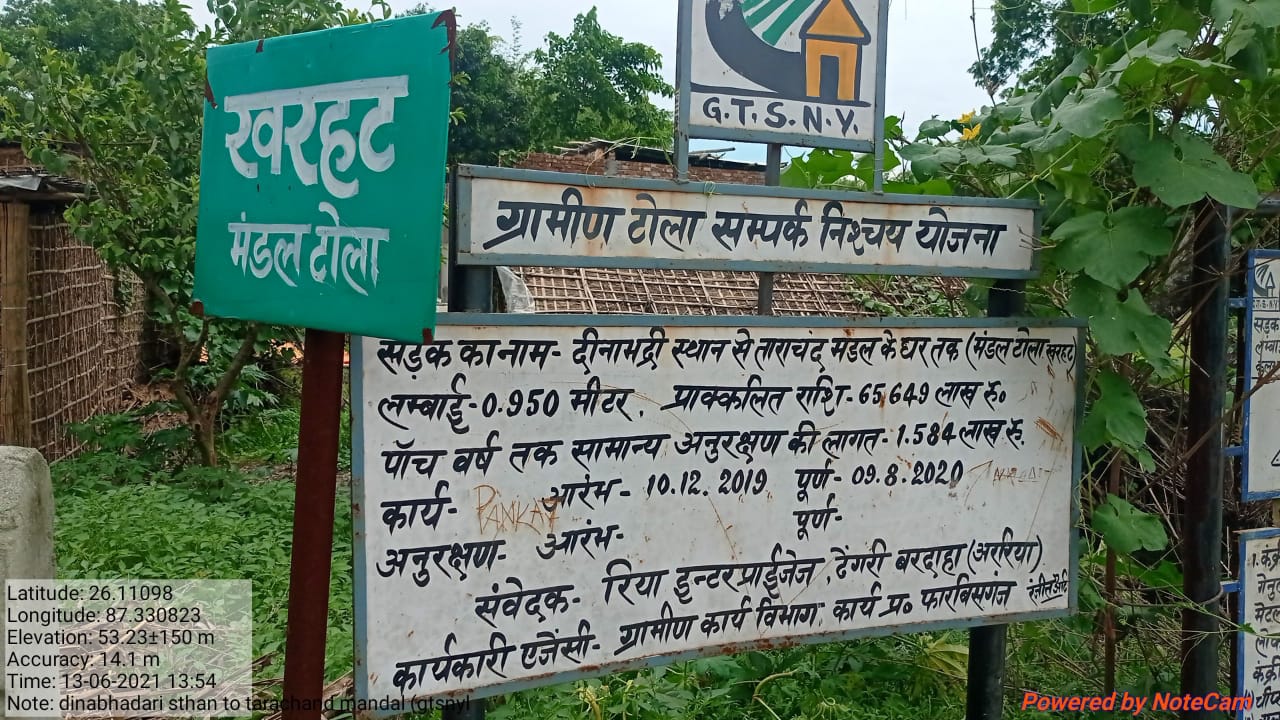 खरहट
मंडल टोला
G.T.S.N.Y.
ग्रामीण टोला सम्पर्क निश्चय योजना
सड़क का नाम- दीनाभद्री स्थान से ताराचंद मंडल के घर तक (मंडल टोला खरहट)
लम्बाई-0.950 मीटर, प्राक्कलित राशि-65.649 लाख रु०
पाँच वर्ष तक सामान्य अनुरक्षण की लागत-1.584 लाख रु.
कार्य- आरंभ- 10.12.2019 पूर्ण- 09.8.2020
PANKAJ
अनुरक्षण- आरंभ- पूर्ण-
संवेदक- रिया इन्टरप्राईजेज, ढेंगरी बरदाहा (अररिया)
कार्यकारी एजेंसी- ग्रामीण कार्य विभाग, कार्य प्र० फारबिसगंज
रंजीत आर्ट
Latitude: 26.11098
Longitude: 87.330823
Elevation: 53.23±150 m
Accuracy: 14.1 m
Time: 13-06-2021 13:54
Note: dinabhadari sthan to tarachand mandal (gtsny)
Powered by NoteCam